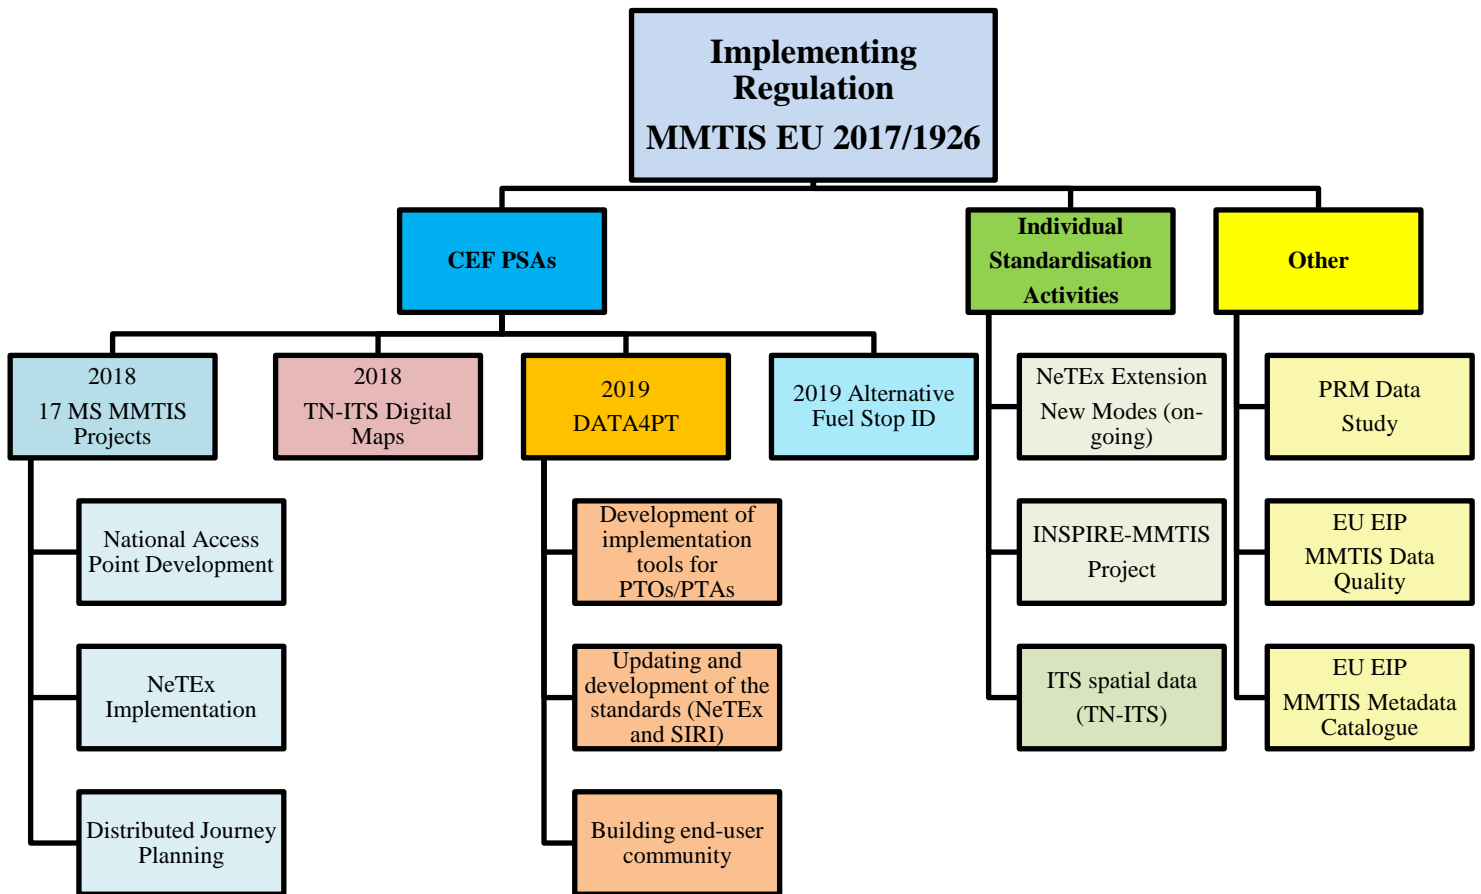 Implementing
Regulation
MMTIS EU 2017/1926
CEF PSAs
Individual
Standardisation
Activities
Other
2018
17 MS MMTIS
Projects
2018
TN-ITS Digital
Maps
2019
DATA4PT
2019 Alternative
Fuel Stop ID
NeTEx Extension
New Modes (on-
going)
PRM Data
Study
National Access
Point Development
Development of
implementation
tools for
PTOs/PTAs
INSPIRE-MMTIS
Project
EU EIP
MMTIS Data
Quality
NeTEx
Implementation
Updating and
development of the
standards (NeTEx
and SIRI)
ITS spatial data
(TN-ITS)
EU EIP
MMTIS Metadata
Catalogue
Distributed Journey
Planning
Building end-user
community